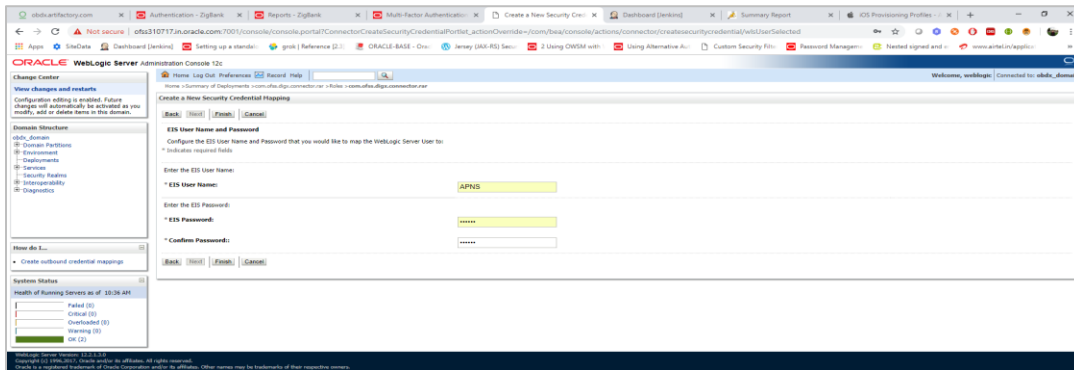 obdx.artifactory.com
Authentication - ZigBank
Reports - ZigBank
Multi-Factor Authentication
Create a New Security Cred
Dashboard [Jenkins]
Summary Report
iOS Provisioning Profiles -
Not secure | ofss310717.in.oracle.com:7001/console/console.portal?ConnectorCreateSecurityCredentialPortlet_actionOverride=/com/bea/console/actions/connector/createsecuritycredential/wlsUserSelected
Apps
SiteData
Dashboard [Jenkins]
Setting up a standal
grok | Reference [2.
ORACLE-BASE - Orac
Jersey (JAX-RS) Secu
2 Using OWSM with
Using Alternative Au
Custom Security Filt
Password Managem
Nested signed and
www.airtel.in/applic
ORACLE WebLogic Server Administration Console 12c
Change Center
View changes and restarts
Configuration editing is enabled. Future
changes will automatically be activated as you
modify, add or delete items in this domain.
Domain Structure
obdx_domain
Domain Partitions
Environment
Deployments
Services
Security Realms
Interoperability
Diagnostics
How do I...
Create outbound credential mappings
System Status
Health of Running Servers as of 10:36 AM
Failed (0)
Critical (0)
Overloaded (0)
Warning (0)
OK (2)
Home Log Out Preferences Record Help
Welcome, weblogic
Connected to: obdx_doma
Home >Summary of Deployments >com.ofss.digx.connector.rar >Roles >com.ofss.digx.connector.rar
Create a New Security Credential Mapping
Back Next Finish Cancel
EIS User Name and Password
Configure the EIS User Name and Password that you would like to map the WebLogic Server User to:
* Indicates required fields
Enter the EIS User Name:
* EIS User Name:
APNS
Enter the EIS Password:
* EIS Password:
••••••
* Confirm Password::
••••••
Back Next Finish Cancel
WebLogic Server Version: 12.2.1.3.0
Copyright (c) 1996,2017, Oracle and/or its affiliates. All rights reserved.
Oracle is a registered trademark of Oracle Corporation and/or its affiliates. Other names may be trademarks of their respective owners.